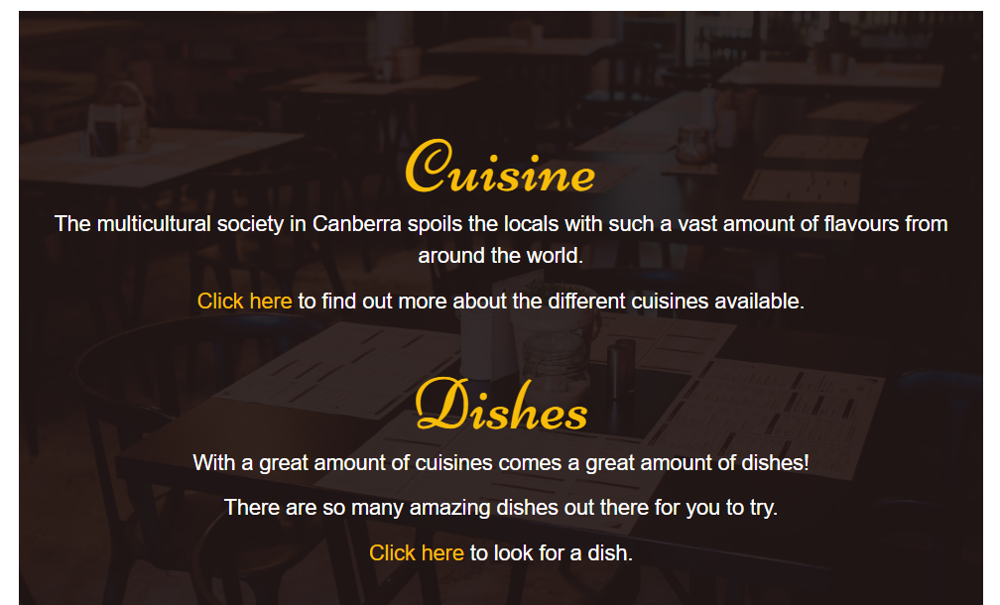 Cuisine
The multicultural society in Canberra spoils the locals with such a vast amount of flavours from
around the world.
Click here to find out more about the different cuisines available.
Dishes
With a great amount of cuisines comes a great amount of dishes!
There are so many amazing dishes out there for you to try.
Click here to look for a dish.